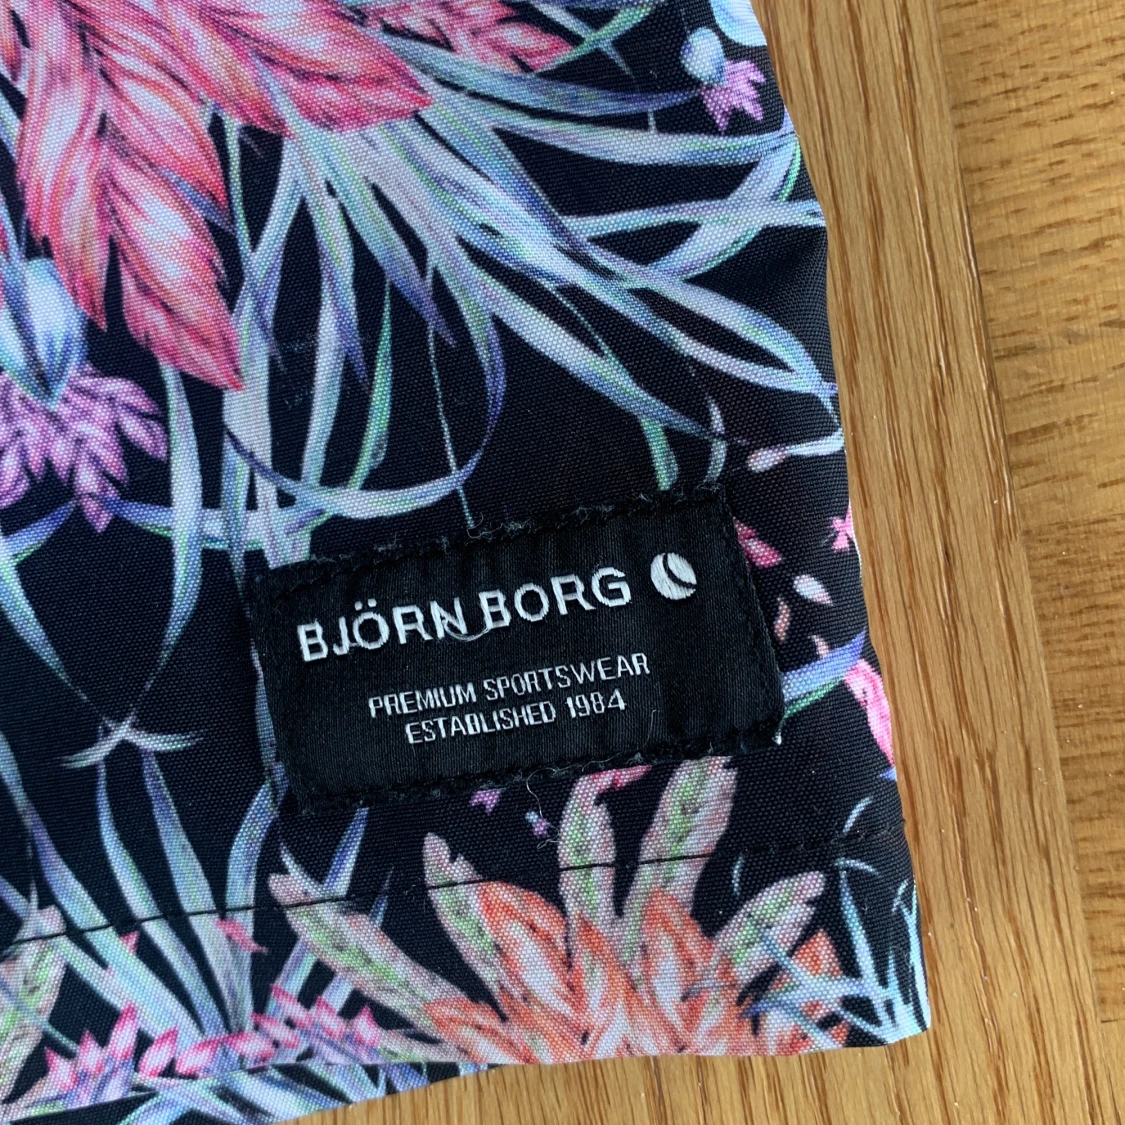 BJÖRN BORG
PREMIUM SPORTSWEAR
ESTABLISHED 1984